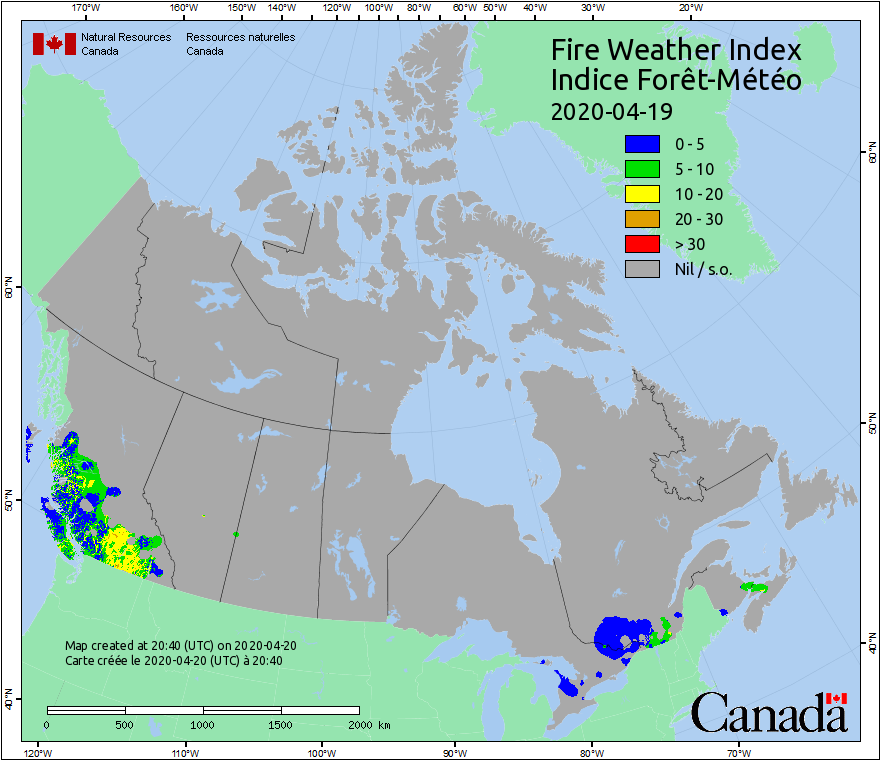 170°W 160°W 150°W 140°W 130°W 120°W 110°W 100°W 90°W 80°W 60°W 50°W 40°W 30°W 20°W
Natural Resources Ressources naturelles
Canada Canada
Fire Weather Index
Indice Forêt-Météo
2020-04-19
0 - 5
5 - 10
10 - 20
20 - 30
> 30
Nil / s.o.
60°N
60°N
50°N
50°N
40°N
40°N
Map created at 20:40 (UTC) on 2020-04-20
Carte créée le 2020-04-20 (UTC) à 20:40
0 500 1000 1500 2000 km
Canada
120°W 110°W 100°W 90°W 80°W 70°W